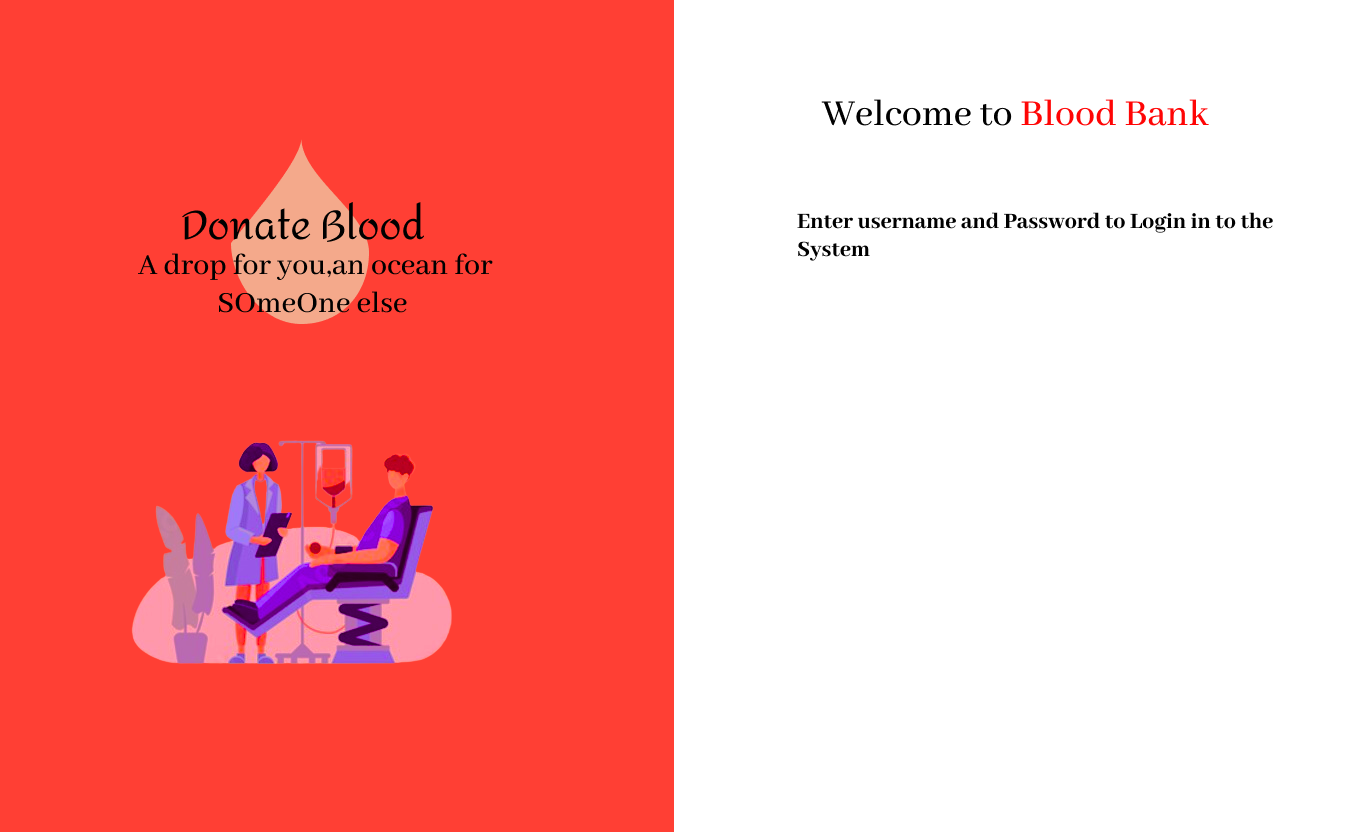 Donate Blood
A drop for you,an ocean for
SOmeOne else
Welcome to Blood Bank
Enter username and Password to Login in to the
System